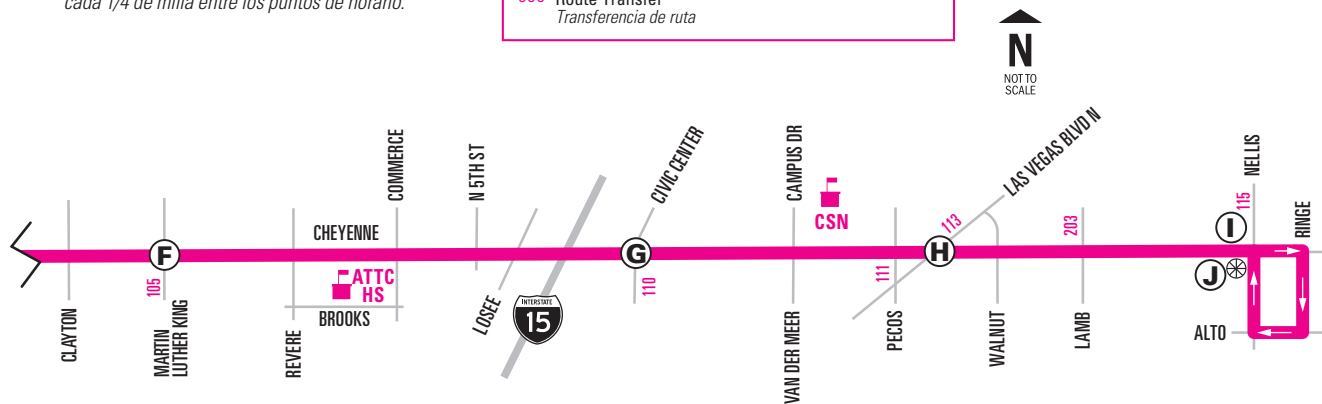 cada 1/4 de milla entre los puntos de horario.
Route Transfer
Transferencia de ruta
N
NOT TO
SCALE
CLAYTON
F
105
MARTIN
LUTHER KING
REVERE
CHEYENNE
ATTC
HS
BROOKS
COMMERCE
N 5TH ST
LOSEE
INTERSTATE
15
G
CIVIC CENTER
110
CAMPUS DR
VAN DER MEER
CSN
111
PECOS
H
113
LAS VEGAS BLVD N
WALNUT
203
LAMB
NELLIS
115
I
J
RINGE
ALTO